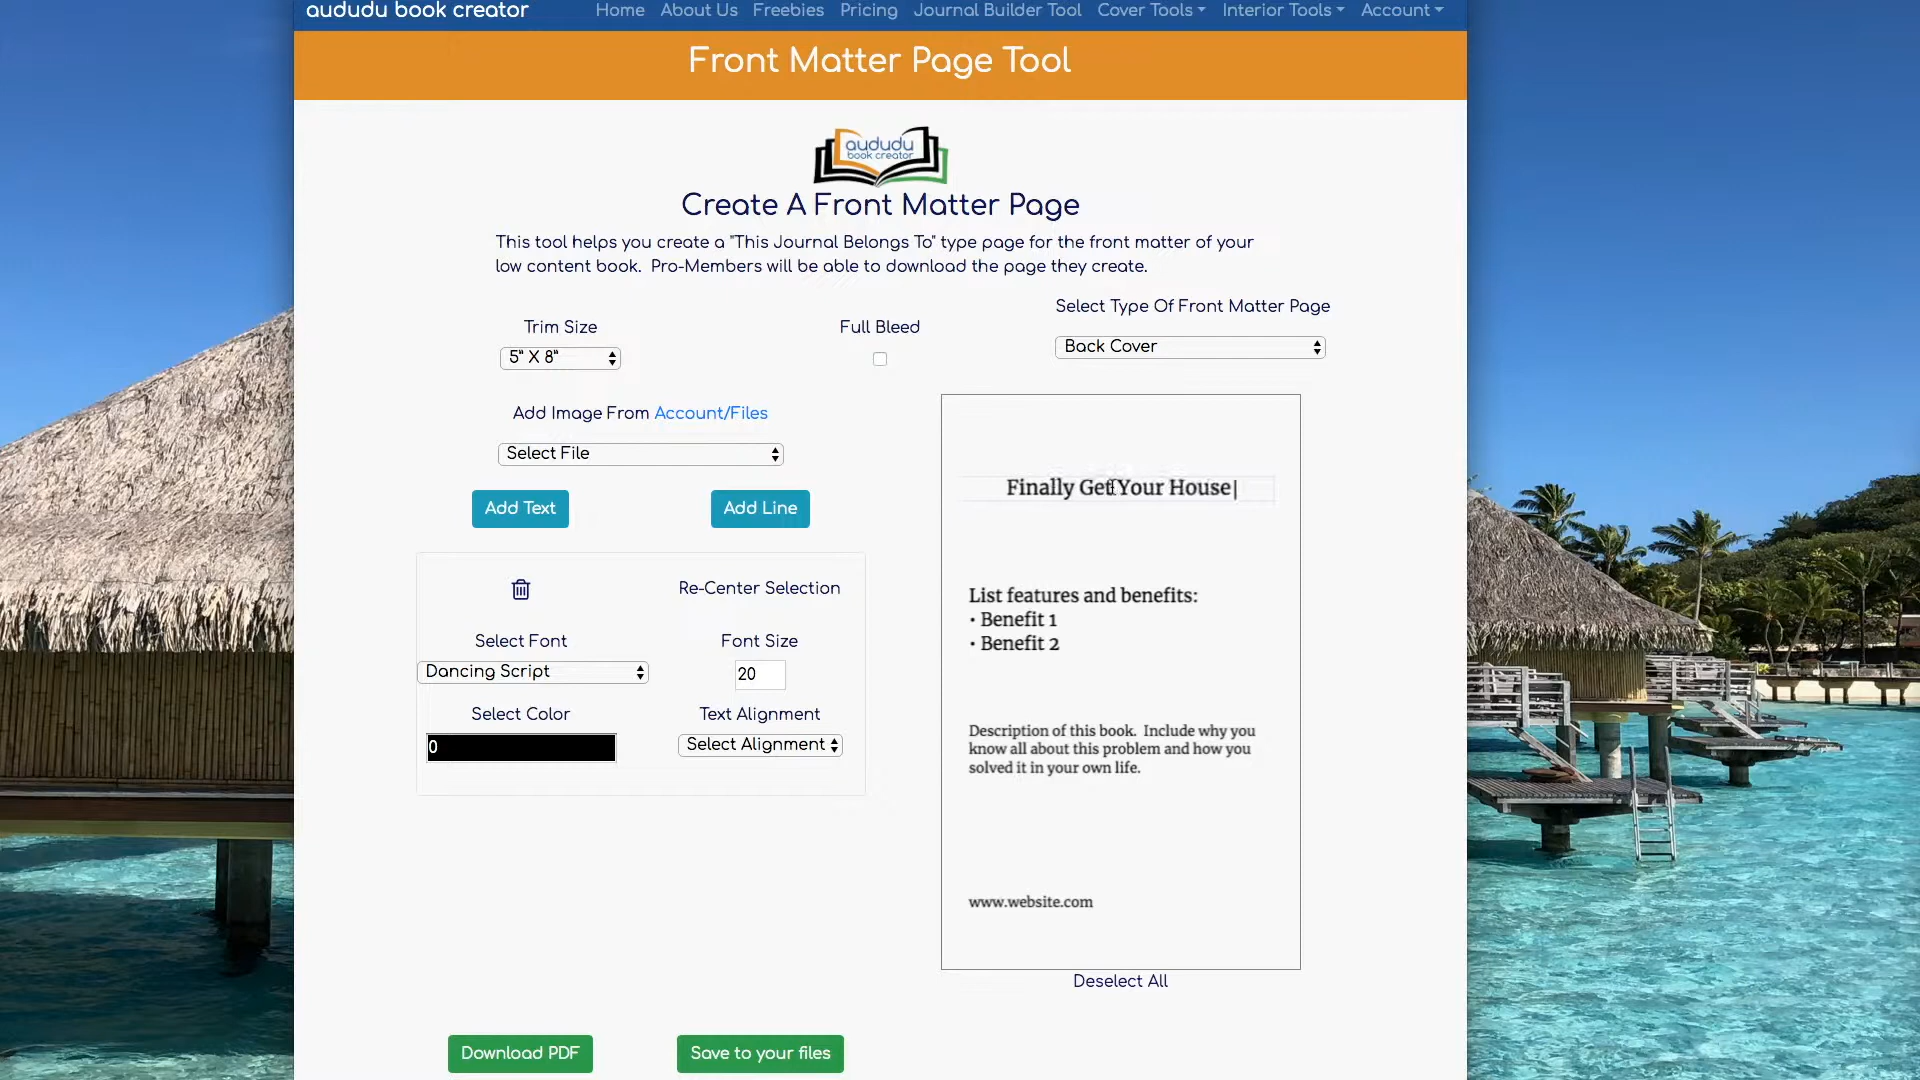 aududu book creator
Home About Us Freebies Pricing Journal Builder Tool Cover Tools Interior Tools Account
Front Matter Page Tool
aududu
book creator
Create A Front Matter Page
This tool helps you create a "This Journal Belongs To" type page for the front matter of your
low content book. Pro-Members will be able to download the page they create.
Trim Size
5" X 8"
Full Bleed
Select Type Of Front Matter Page
Back Cover
Add Image From Account/Files
Select File
Add Text
Add Line
Re-Center Selection
Select Font
Dancing Script
Font Size
20
Select Color
0
Text Alignment
Select Alignment
Finally Get Your House
List features and benefits:
• Benefit 1
• Benefit 2
Description of this book. Include why you
know all about this problem and how you
solved it in your own life.
www.website.com
Deselect All
Download PDF
Save to your files